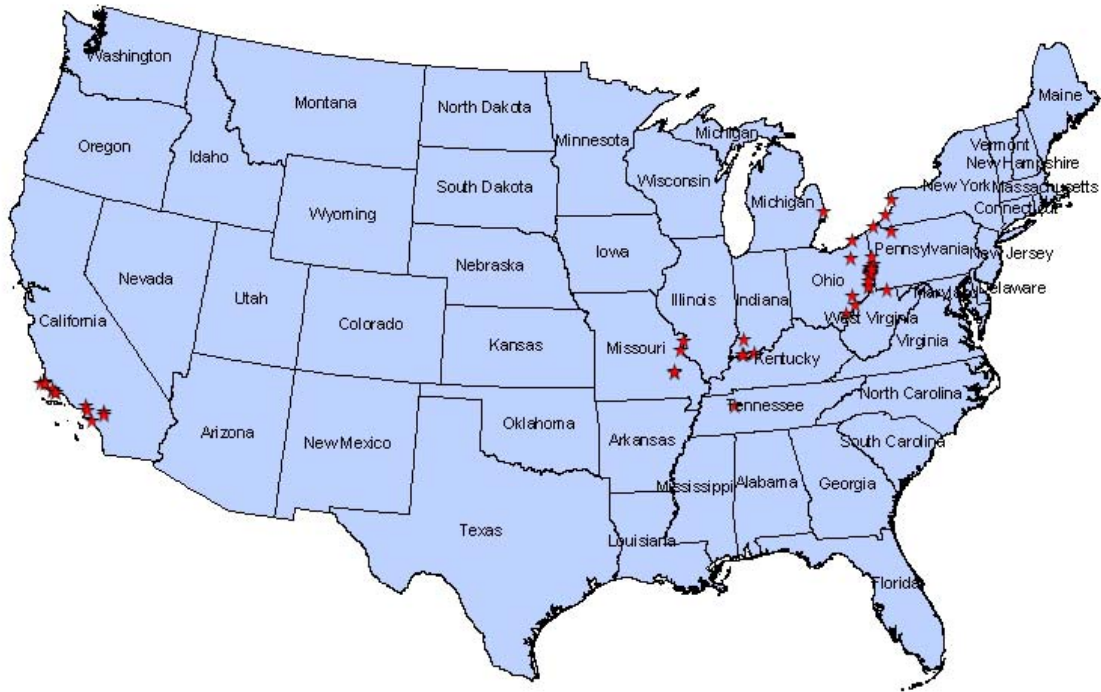 Washington
Montana
North Dakota
Minnesota
Michigan
Maine
Oregon
Idaho
South Dakota
Wisconsin
Michigan
Vermont
New Hampshire
New York
Massachusetts
Connecticut
Wyoming
Iowa
Nebraska
Pennsylvania
New Jersey
Nevada
Utah
Colorado
Illinois
Indiana
Ohio
Maryland
Delaware
California
Kansas
Missouri
West Virginia
Virginia
Kentucky
Arizona
New Mexico
Oklahoma
Arkansas
Tennessee
North Carolina
South Carolina
Mississippi
Alabama
Georgia
Texas
Louisiana
Florida